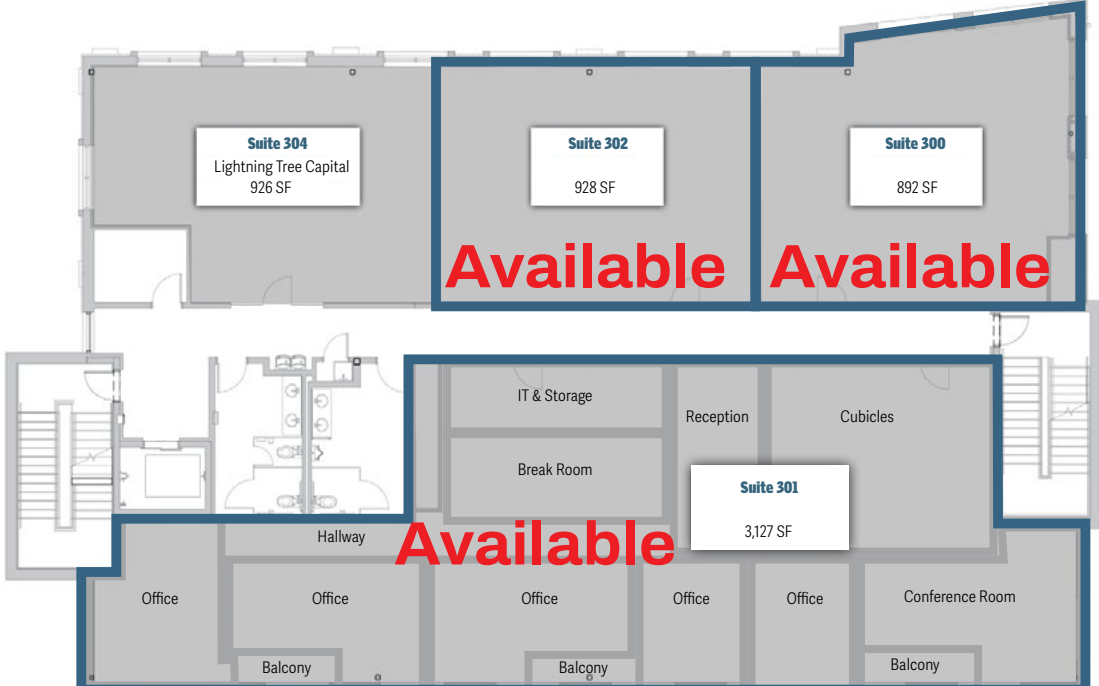 Suite 304
Lightning Tree Capital
926 SF
Suite 302
928 SF
Suite 300
892 SF
Available
Available
IT & Storage
Reception
Cubicles
Break Room
Suite 301
3,127 SF
Hallway
Available
Office
Office
Office
Office
Office
Conference Room
Balcony
Balcony
Balcony